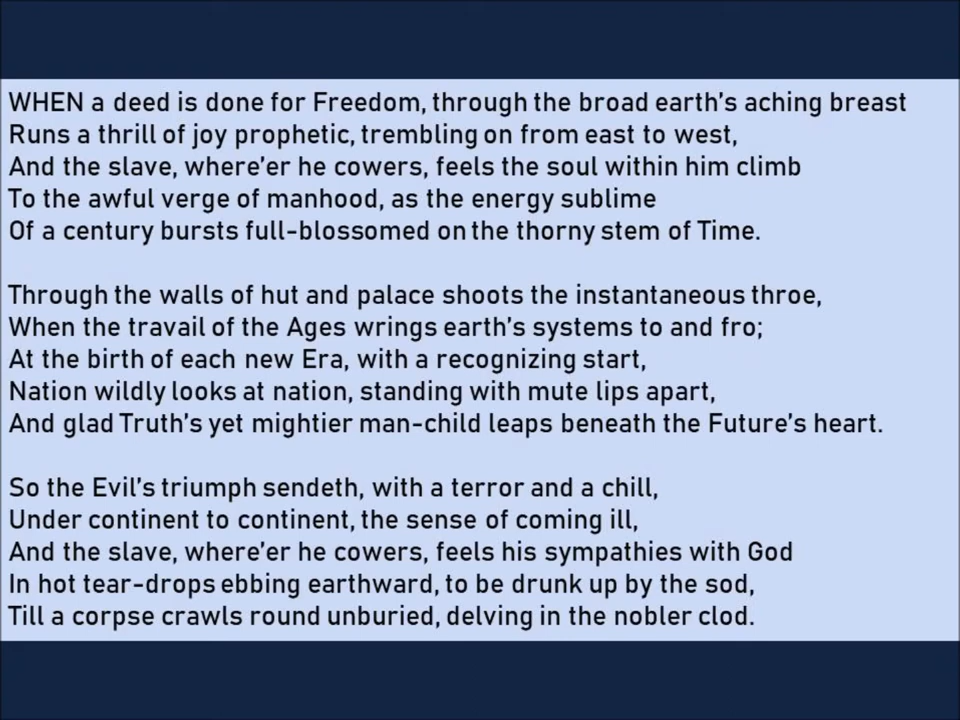 WHEN a deed is done for Freedom, through the broad earth's aching breast
Runs a thrill of joy prophetic, trembling on from east to west,
And the slave, where'er he cowers, feels the soul within him climb
To the awful verge of manhood, as the energy sublime
Of a century bursts full-blossomed on the thorny stem of Time.

Through the walls of hut and palace shoots the instantaneous throe,
When the travail of the Ages wrings earth's systems to and fro;
At the birth of each new Era, with a recognizing start,
Nation wildly looks at nation, standing with mute lips apart,
And glad Truth's yet mightier man-child leaps beneath the Future's heart.

So the Evil's triumph sendeth, with a terror and a chill,
Under continent to continent, the sense of coming ill,
And the slave, where'er he cowers, feels his sympathies with God
In hot tear-drops ebbing earthward, to be drunk up by the sod,
Till a corpse crawls round unburied, delving in the nobler clod.